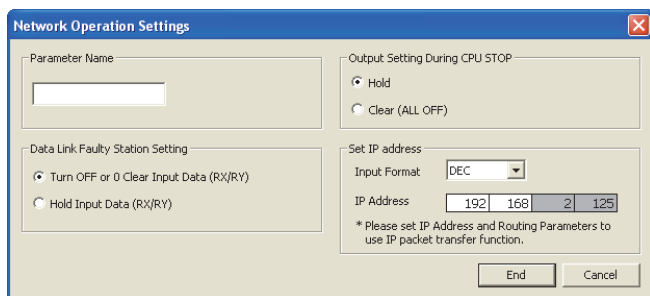 Network Operation Settings
Parameter Name
Output Setting During CPU STOP
Hold
Clear (ALL OFF)
Data Link Faulty Station Setting
Turn OFF or 0 Clear Input Data (RX/RY)
Hold Input Data (RX/RY)
Set IP address
Input Format DEC
IP Address 192 168 2 125
* Please set IP Address and Routing Parameters to
use IP packet transfer function.
End Cancel